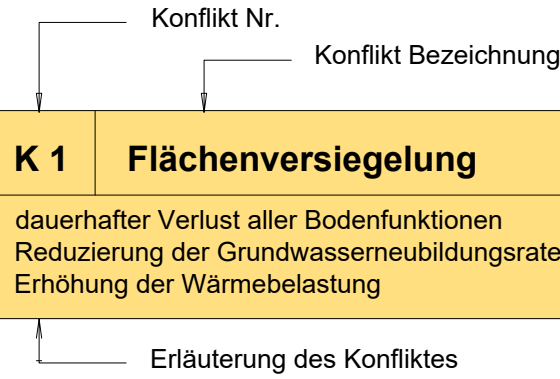 Konflikt Nr.
Konflikt Bezeichnung
K 1 Flächenversiegelung
dauerhafter Verlust aller Bodenfunktionen
Reduzierung der Grundwasserneubildungsrate
Erhöhung der Wärmebelastung
Erläuterung des Konfliktes